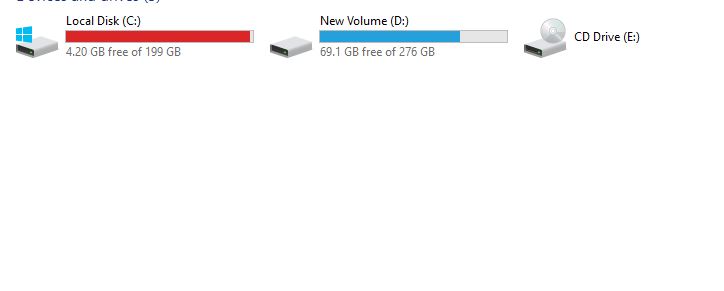 Local Disk (C:)
4.20 GB free of 199 GB
New Volume (D:)
69.1 GB free of 276 GB
CD Drive (E:)